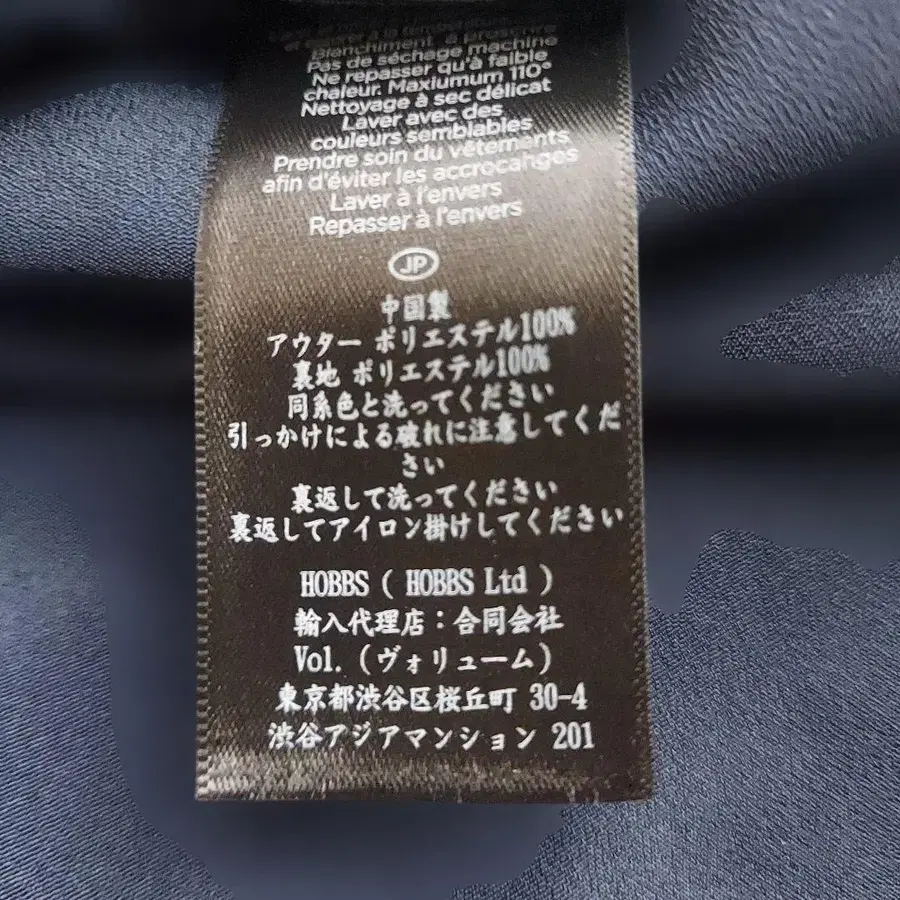 Blanchiment à proscrire
Pas de séchage machine
Ne repasser qu'à faible
chaleur. Maxiumum 110°
Nettoyage à sec délicat
Laver avec des
couleurs semblables
Prendre soin du vêtements
afin d'éviter les accrocahges
Laver à l'envers
Repasser à l'envers
JP
中国製
アウター ポリエステル100%
裏地 ポリエステル100%
同系色と洗ってください
引っかけによる破れに注意してくだ
さい
裏返して洗ってください
裏返してアイロン掛けしてください
HOBBS ( HOBBS Ltd )
輸入代理店：合同会社
Vol. (ヴォリューム)
東京都渋谷区桜丘町 30-4
渋谷アジアマンション 201